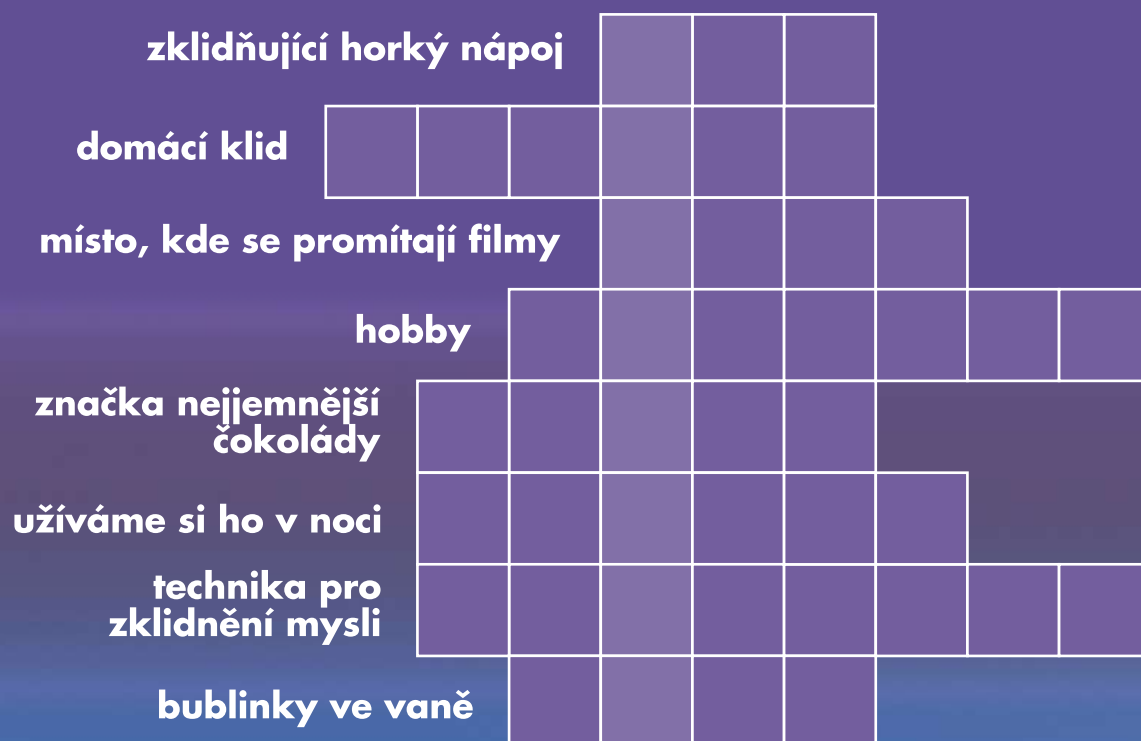 zklidňující horký nápoj
domácí klid
místo, kde se promítají filmy
hobby
značka nejjemnější
čokolády
užíváme si ho v noci
technika pro
zklidnění mysli
bublinky ve vaně